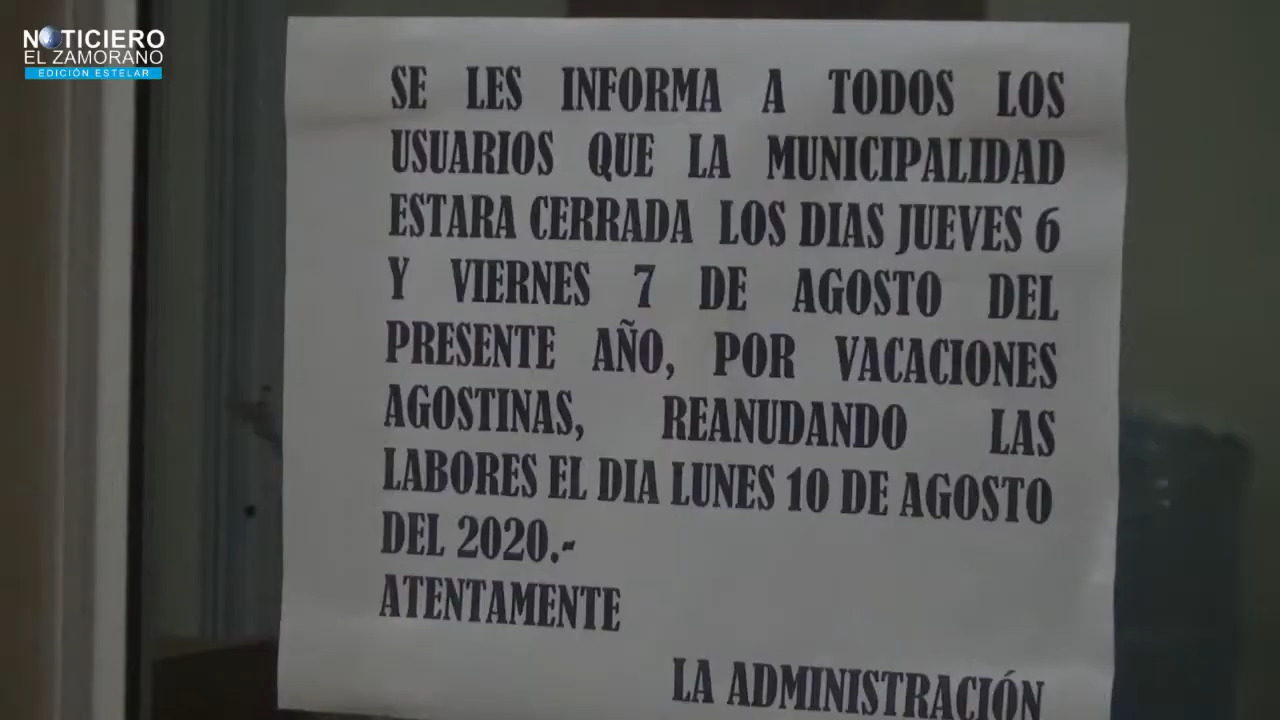 NOTICIERO
EL ZAMORANO
EDICIÓN ESTELAR
SE LES INFORMA A TODOS LOS
USUARIOS QUE LA MUNICIPALIDAD
ESTARA CERRADA LOS DIAS JUEVES 6
Y VIERNES 7 DE AGOSTO DEL
PRESENTE AÑO, POR VACACIONES
AGOSTINAS, REANUDANDO LAS
LABORES EL DIA LUNES 10 DE AGOSTO
DEL 2020.-
ATENTAMENTE
LA ADMINISTRACIÓN